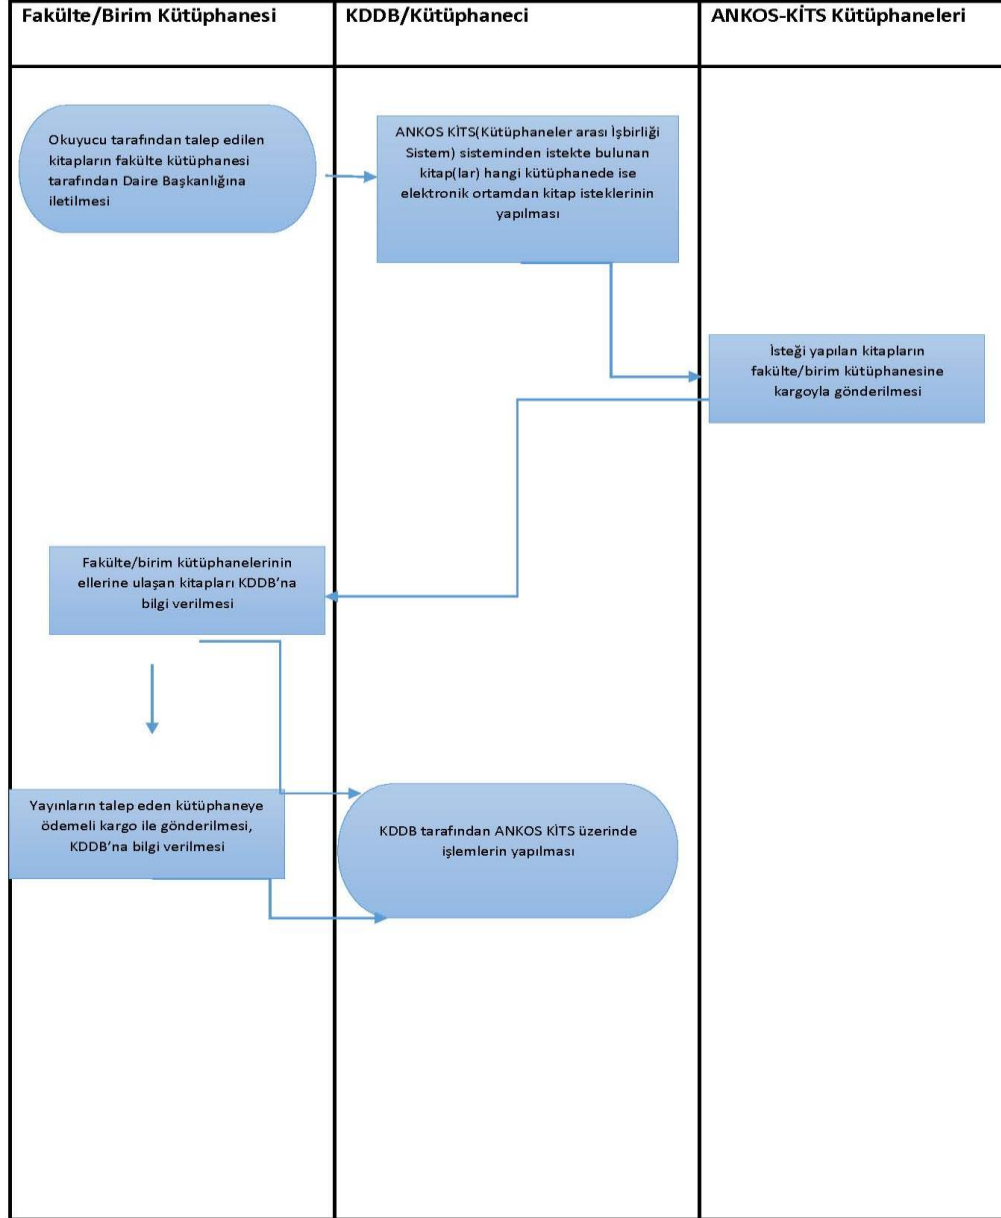 Fakülte/Birim Kütüphanesi
KDDB/Kütüphaneci
ANKOS-KİTS Kütüphaneleri
Okuyucu tarafından talep edilen
kitapların fakülte kütüphanesi
tarafından Daire Başkanlığına
iletilmesi
ANKOS KİTS(Kütüphaneler arası İşbirliği
Sistem) sisteminden istekte bulunan
kitap(lar) hangi kütüphanede ise
elektronik ortamdan kitap isteklerinin
yapılması
İsteği yapılan kitapların
fakülte/birim kütüphanesine
kargoyla gönderilmesi
Fakülte/birim kütüphanelerinin
ellerine ulaşan kitapları KDDB’na
bilgi verilmesi
Yayınların talep eden kütüphaneye
ödemeli kargo ile gönderilmesi,
KDDB’na bilgi verilmesi
KDDB tarafından ANKOS KİTS üzerinde
işlemlerin yapılması